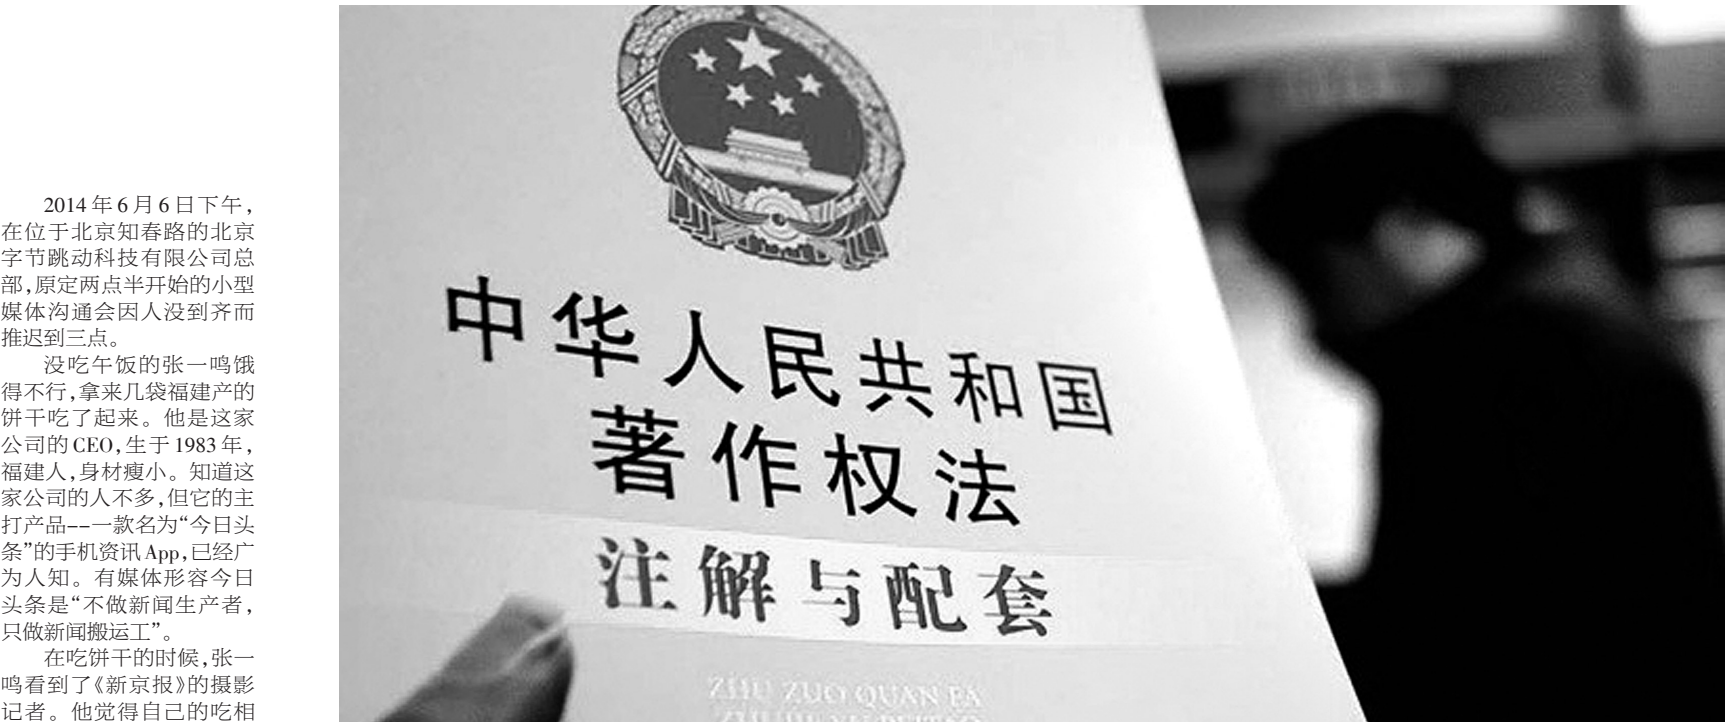 2014年6月6日下午，
在位于北京知春路的北京
字节跳动科技有限公司总
部，原定两点半开始的小型
媒体沟通会因人没到齐而
推迟到三点。
没吃午饭的张一鸣饿
得不行，拿来几袋福建产的
饼干吃了起来。他是这家
公司的CEO，生于1983年，
福建人，身材瘦小。知道这
家公司的人不多，但它的主
打产品--一款名为“今日头
条”的手机资讯App，已经广
为人知。有媒体形容今日
头条是“不做新闻生产者，
只做新闻搬运工”。
在吃饼干的时候，张一
鸣看到了《新京报》的摄影
记者。他觉得自己的吃相
中华人民共和国
著作权法
注解与配套
ZHU ZUO QUAN FA